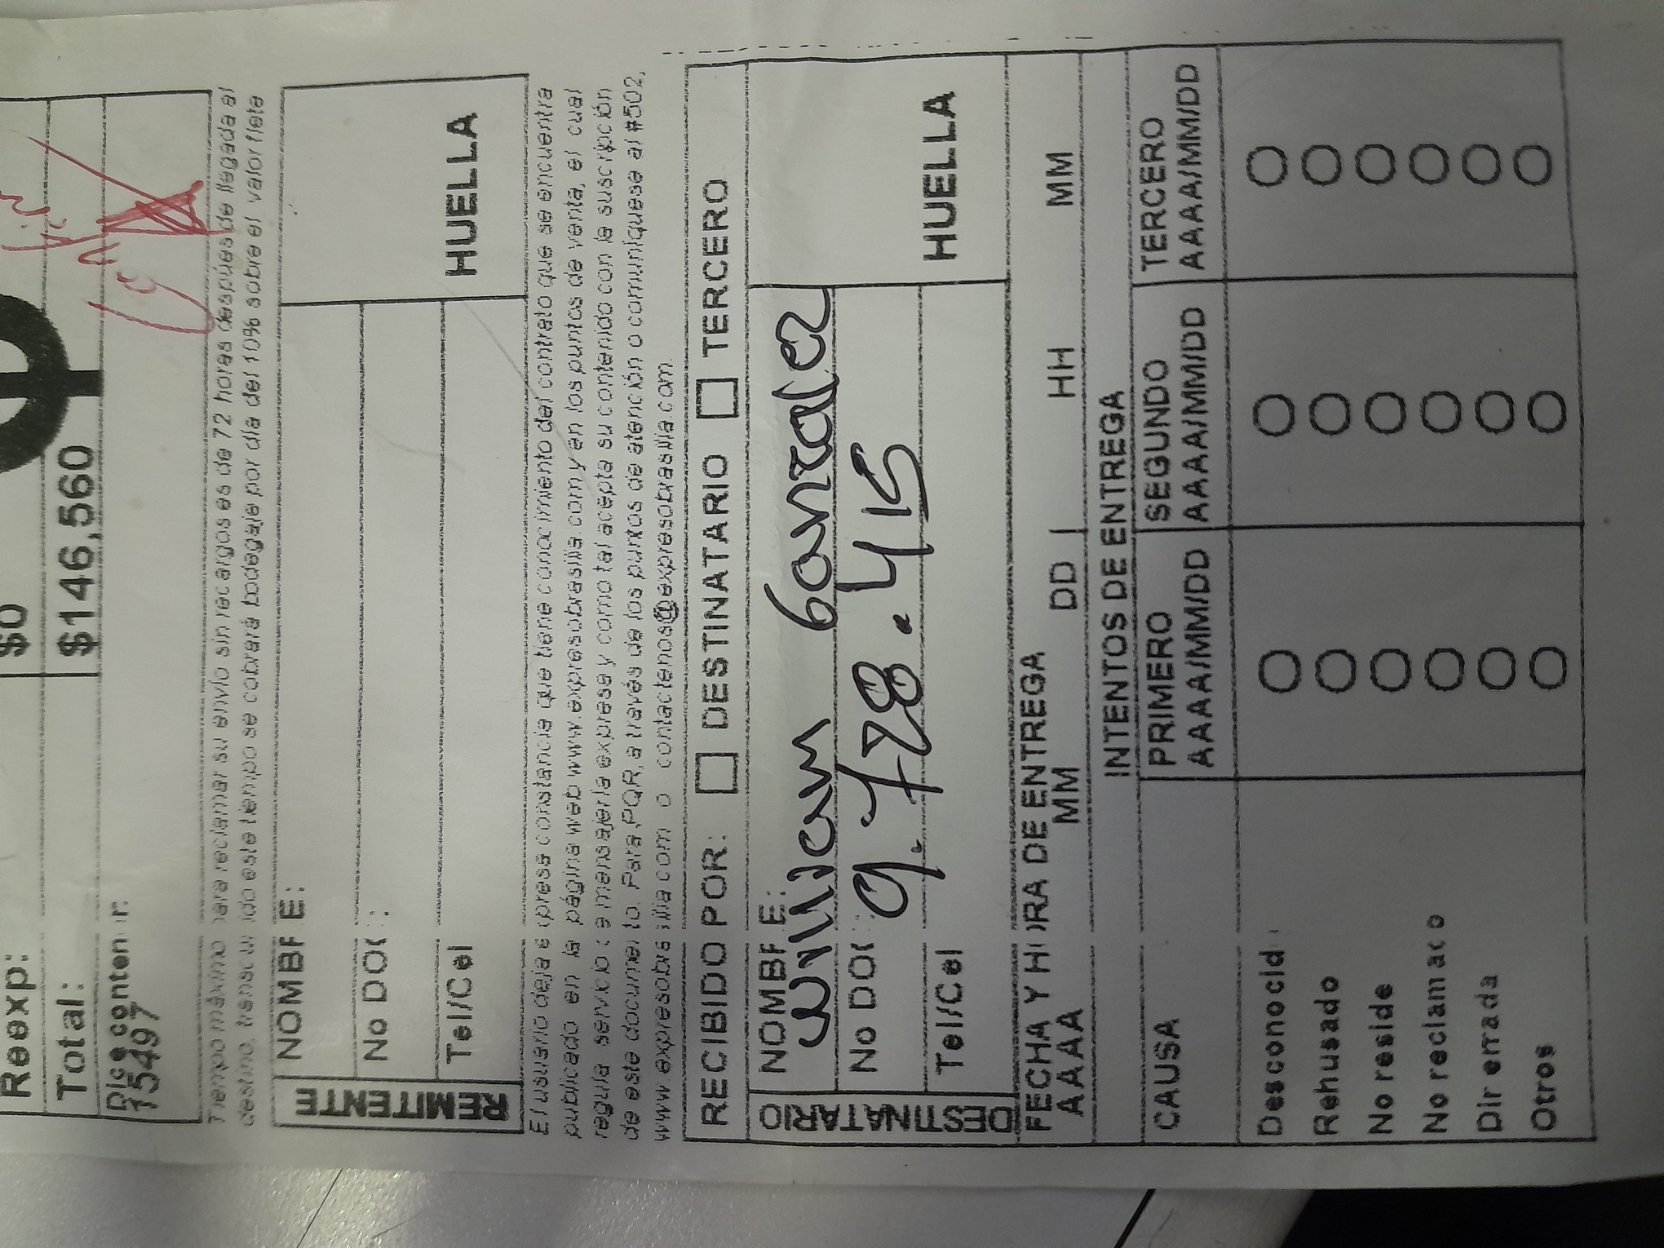 Reexp: $0
Total: $146,560
Dice contener:
15497
Tiempo máximo para reclamar su envío sin recargos es de 72 horas después de llegada al
destino, transcurrido este tiempo se cobrará bodegaje por día del 10% sobre el valor flete
REMITENTE
NOMBRE:
No DOC:
Tel/Cel
HUELLA
El usuario deja expresa constancia que tiene conocimiento del contrato que se encuentra
publicado en la página web www.expresobrasilia.com y en los puntos de venta, el cual
regula servicio de mensajería expresa y como tal acepta su contenido con la suscripción
de este documento. Para PQR, a través de los puntos de atención o comuníquese al #502,
www.expresobrasilia.com o contactenos@expresobrasilia.com
RECIBIDO POR: DESTINATARIO TERCERO
DESTINATARIO
NOMBRE:
William Gonzalez
No DOC:
9.728.415
Tel/Cel
HUELLA
FECHA Y HORA DE ENTREGA
AAAA MM DD HH MM
INTENTOS DE ENTREGA
CAUSA PRIMERO SEGUNDO TERCERO
AAAA/MM/DD AAAA/MM/DD AAAA/MM/DD
Desconocid
Rehusado
No reside
No reclamaco
Dir errada
Otros